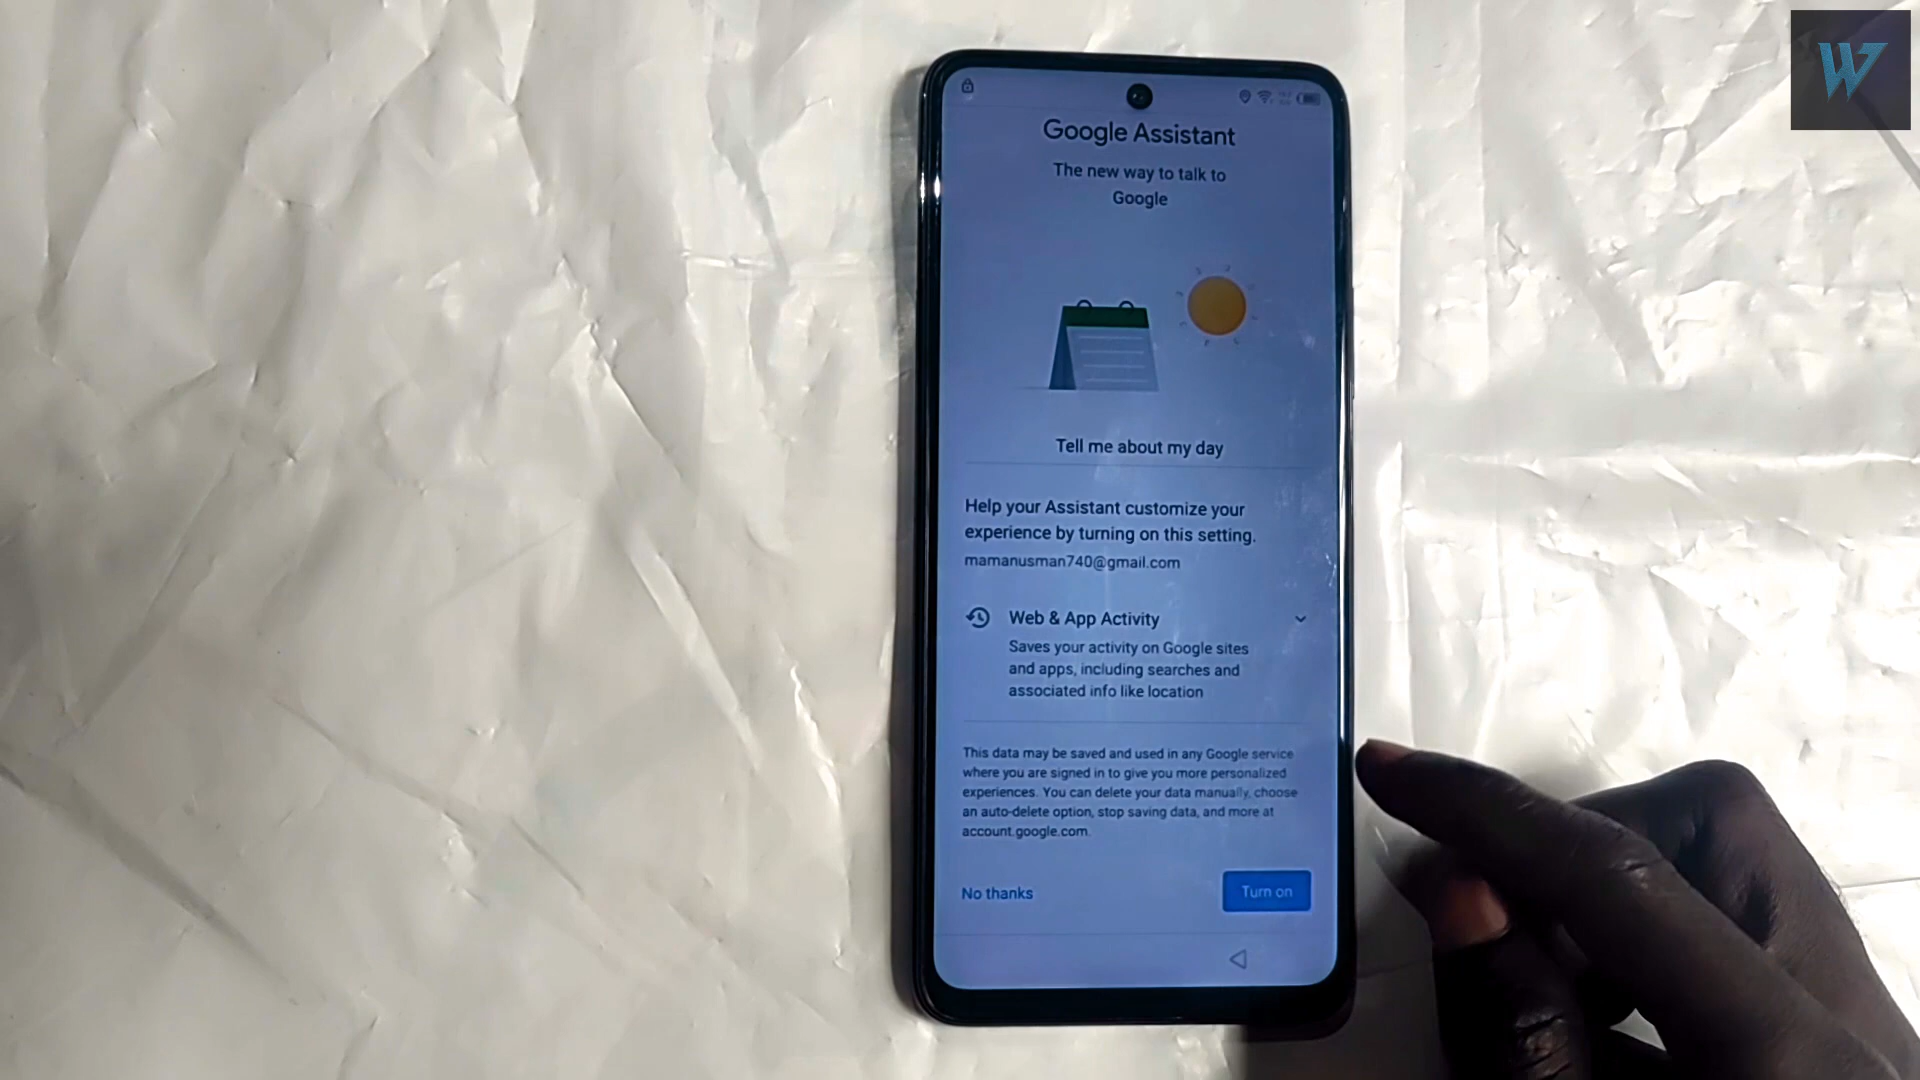 W
Google Assistant
The new way to talk to
Google
Tell me about my day
Help your Assistant customize your
experience by turning on this setting.
mamanusman740@gmail.com
Web & App Activity
Saves your activity on Google sites
and apps, including searches and
associated info like location
This data may be saved and used in any Google service
where you are signed in to give you more personalized
experiences. You can delete your data manually, choose
an auto-delete option, stop saving data, and more at
account.google.com.
No thanks
Turn on